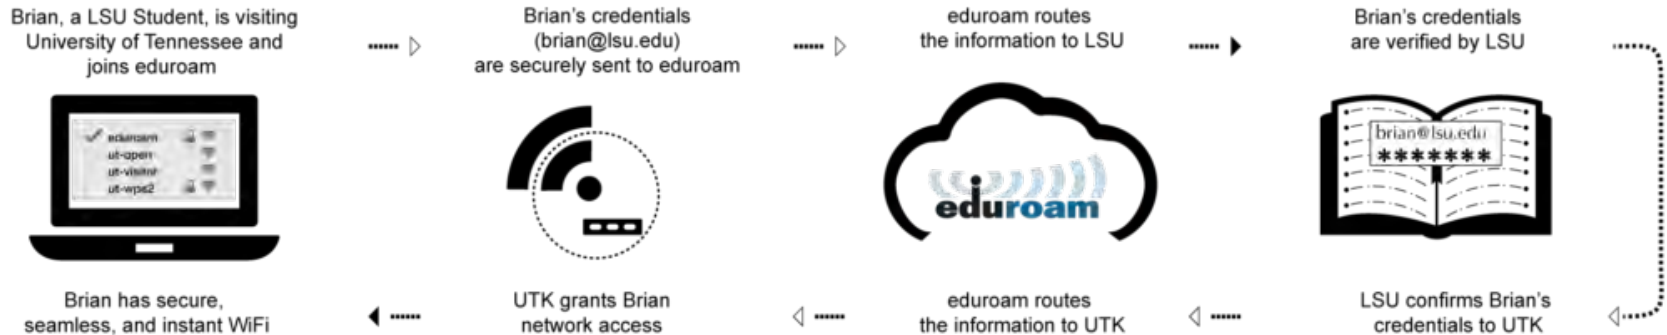 Brian, a LSU Student, is visiting
University of Tennessee and
joins eduroam
Brian's credentials
(brian@lsu.edu)
are securely sent to eduroam
eduroam routes
the information to LSU
Brian's credentials
are verified by LSU
eduroam
ut-open
ut-visitor
ut-wpa2
eduroam
brian@lsu.edu
*******
LSU confirms Brian's
credentials to UTK
eduroam routes
the information to UTK
UTK grants Brian
network access
Brian has secure,
seamless, and instant WiFi